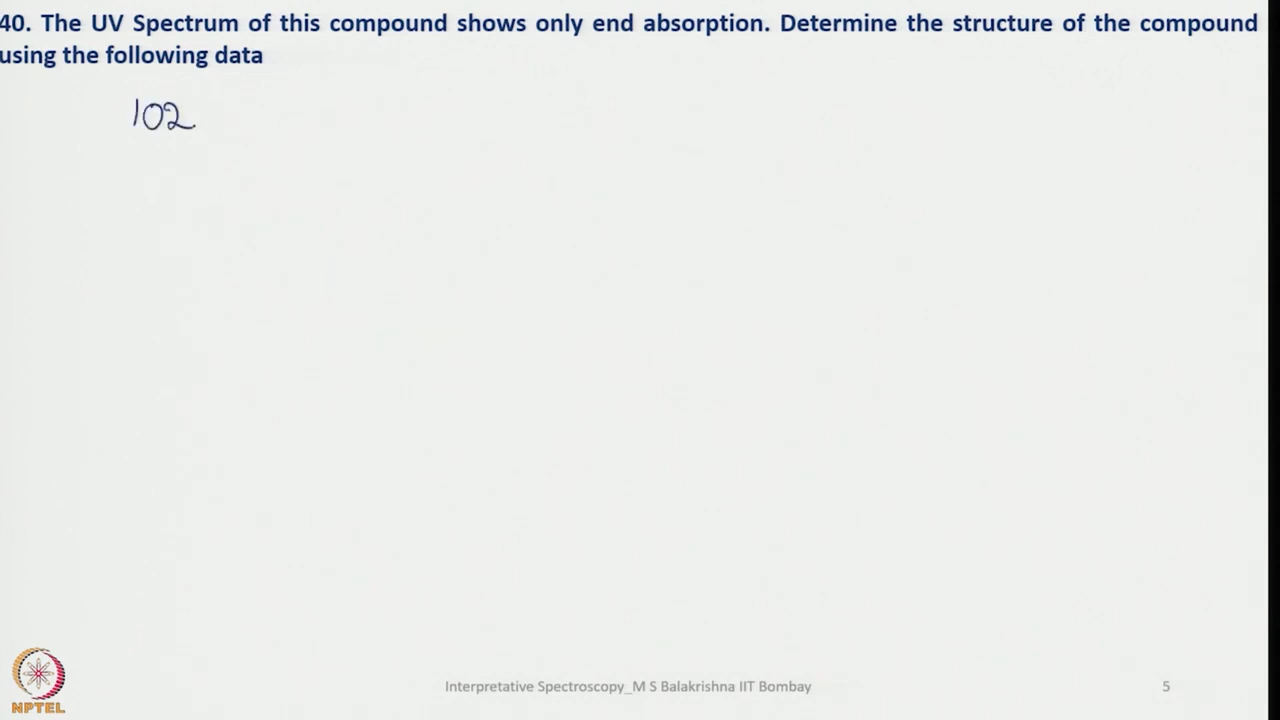 40. The UV Spectrum of this compound shows only end absorption. Determine the structure of the compound
using the following data
102
Interpretative Spectroscopy_M S Balakrishna IIT Bombay
5
NPTEL